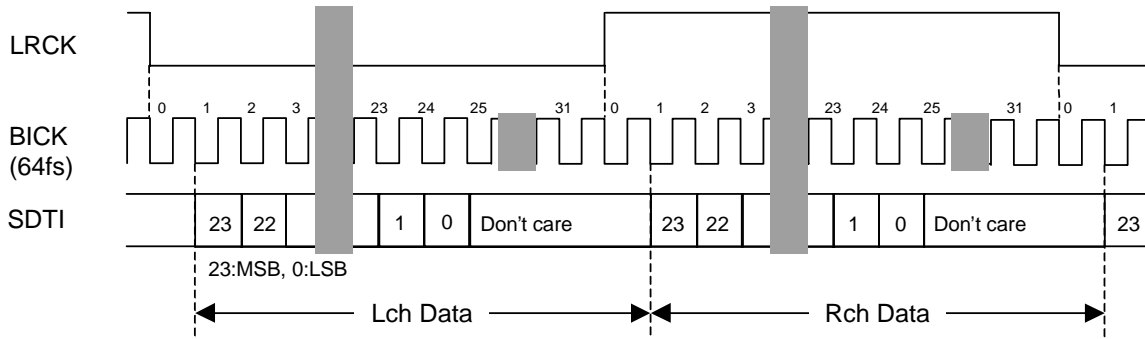 LRCK
0 1 2 3 23 24 25 31 0 1 2 3 23 24 25 31 0 1
BICK
(64fs)
SDTI
23 22 1 0 Don't care 23 22 1 0 Don't care 23
23:MSB, 0:LSB
Lch Data Rch Data